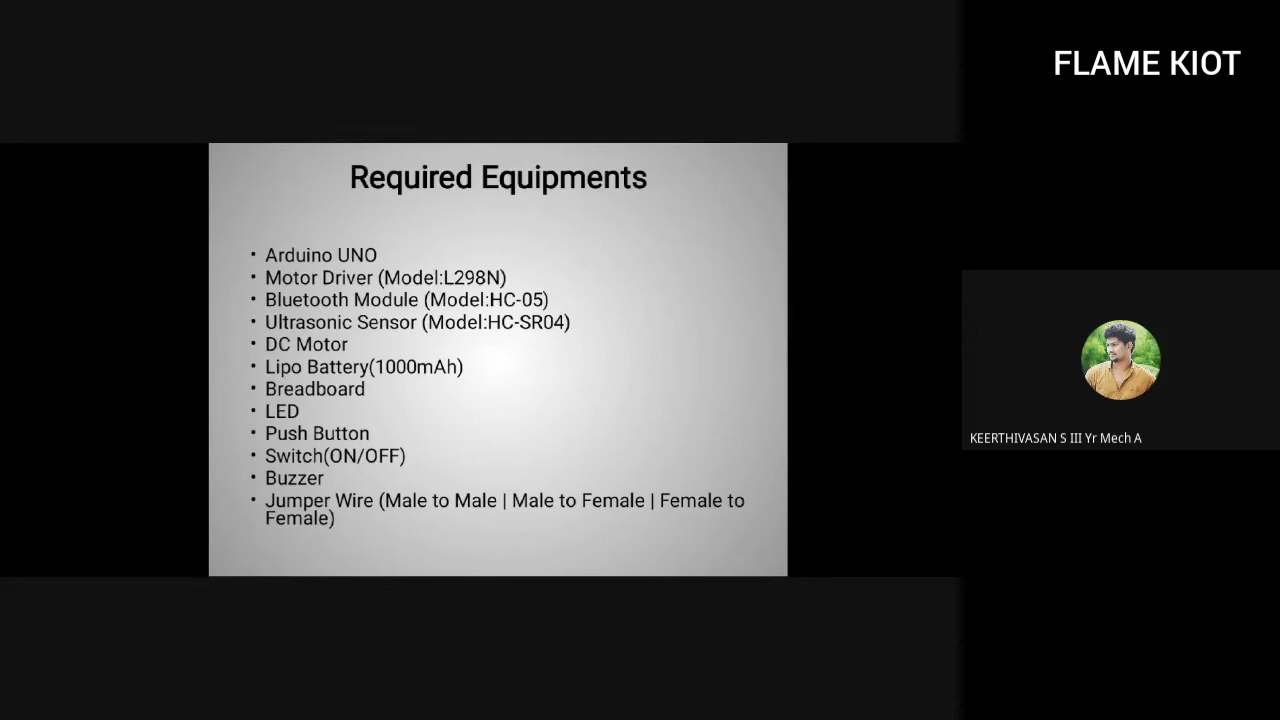 FLAME KIOT
Required Equipments
• Arduino UNO
• Motor Driver (Model:L298N)
• Bluetooth Module (Model:HC-05)
• Ultrasonic Sensor (Model:HC-SR04)
• DC Motor
• Lipo Battery(1000mAh)
• Breadboard
• LED
• Push Button
• Switch(ON/OFF)
• Buzzer
• Jumper Wire (Male to Male | Male to Female | Female to
Female)
KEERTHIVASAN S III Yr Mech A